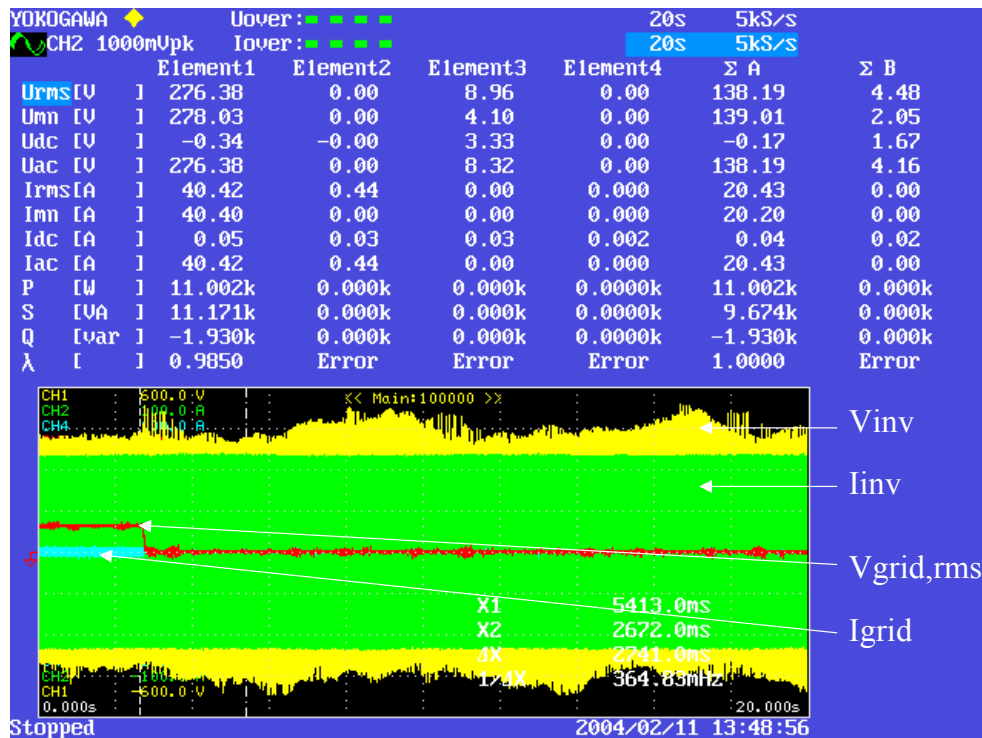 YOKOGAWA Uover: 20s 5kS/s
CH2 1000mVpk Iover: 20s 5kS/s
Element1 Element2 Element3 Element4 Σ A Σ B
Urms[V ] 276.38 0.00 8.96 0.00 138.19 4.48
Umn [V ] 278.03 0.00 4.10 0.00 139.01 2.05
Udc [V ] -0.34 -0.00 3.33 0.00 -0.17 1.67
Uac [V ] 276.38 0.00 8.32 0.00 138.19 4.16
Irms[A ] 40.42 0.44 0.00 0.000 20.43 0.00
Imn [A ] 40.40 0.00 0.00 0.000 20.20 0.00
Idc [A ] 0.05 0.03 0.03 0.002 0.04 0.02
Iac [A ] 40.42 0.44 0.00 0.000 20.43 0.00
P [W ] 11.002k 0.000k 0.000k 0.0000k 11.002k 0.000k
S [VA ] 11.171k 0.000k 0.000k 0.0000k 9.674k 0.000k
Q [var ] -1.930k 0.000k 0.000k 0.0000k -1.930k 0.000k
λ [ ] 0.9850 Error Error Error 1.0000 Error
CH1 600.0 V << Main:100000 >>
CH2 100.0 A
CH4
Vinv
Iinv
Vgrid,rms
Igrid
X1 5413.0ms
X2 2672.0ms
ΔX 2741.0ms
1/ΔX 364.83mHz
CH2
CH1 -600.0 V
0.000s 20.000s
Stopped 2004/02/11 13:48:56